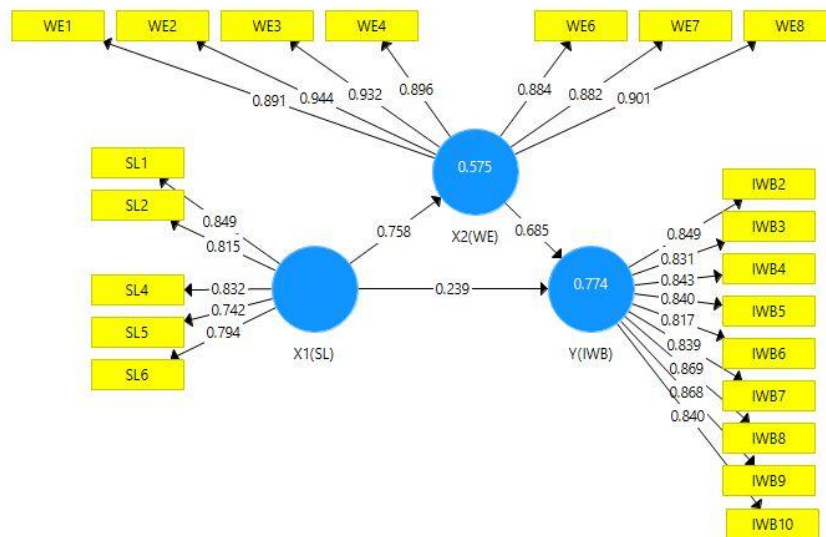 WE1 WE2 WE3 WE4 WE6 WE7 WE8
0.891 0.944 0.932 0.896 0.884 0.882 0.901
0.575
X2(WE)
SL1
SL2
SL4
SL5
SL6
0.849
0.815
0.832
0.742
0.794
X1(SL)
0.758
0.685
0.239
0.774
Y(IWB)
0.849
0.831
0.843
0.840
0.817
0.839
0.869
0.868
0.840
IWB2
IWB3
IWB4
IWB5
IWB6
IWB7
IWB8
IWB9
IWB10